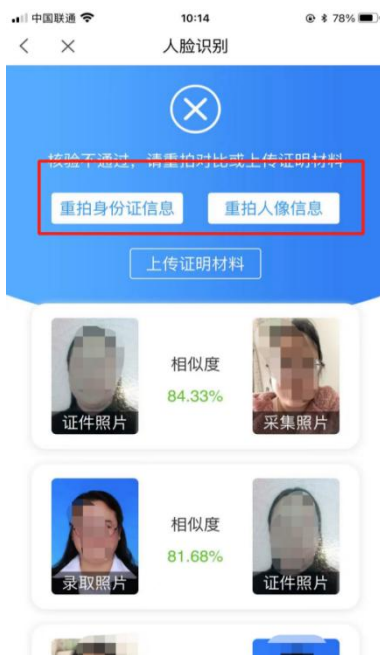 中国联通 10:14 78%
人脸识别
核验不通过，请重拍对比或上传证明材料
重拍身份证信息 重拍人像信息
上传证明材料
相似度
84.33%
证件照片 采集照片
相似度
81.68%
录取照片 证件照片